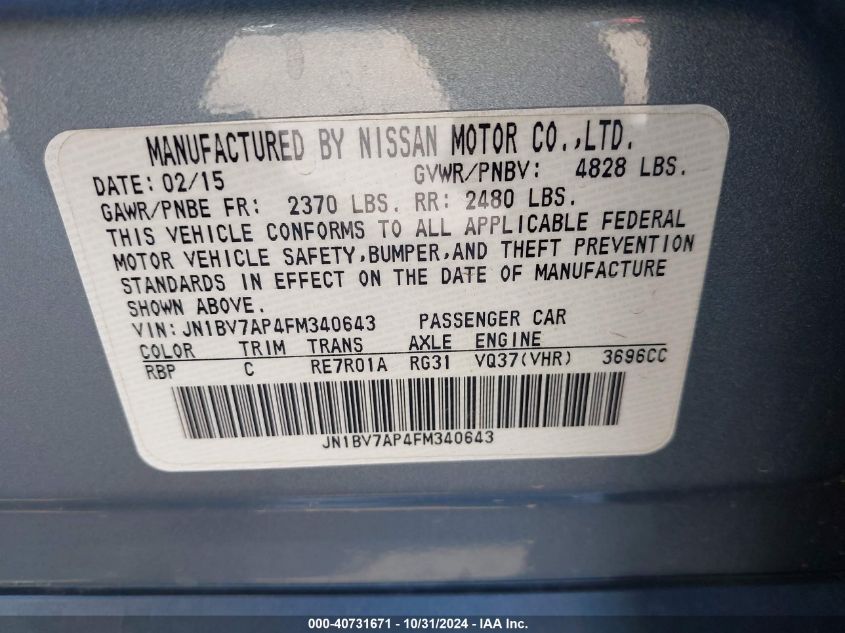 MANUFACTURED BY NISSAN MOTOR CO.,LTD.
DATE: 02/15 GVWR/PNBV: 4828 LBS.
GAWR/PNBE FR: 2370 LBS. RR: 2480 LBS.
THIS VEHICLE CONFORMS TO ALL APPLICABLE FEDERAL
MOTOR VEHICLE SAFETY,BUMPER,AND THEFT PREVENTION
STANDARDS IN EFFECT ON THE DATE OF MANUFACTURE
SHOWN ABOVE.
VIN: JN1BV7AP4FM340643 PASSENGER CAR
COLOR TRIM TRANS AXLE ENGINE
RBP C RE7R01A RG31 VQ37(VHR) 3696CC
JN1BV7AP4FM340643
000-40731671 - 10/31/2024 - IAA Inc.